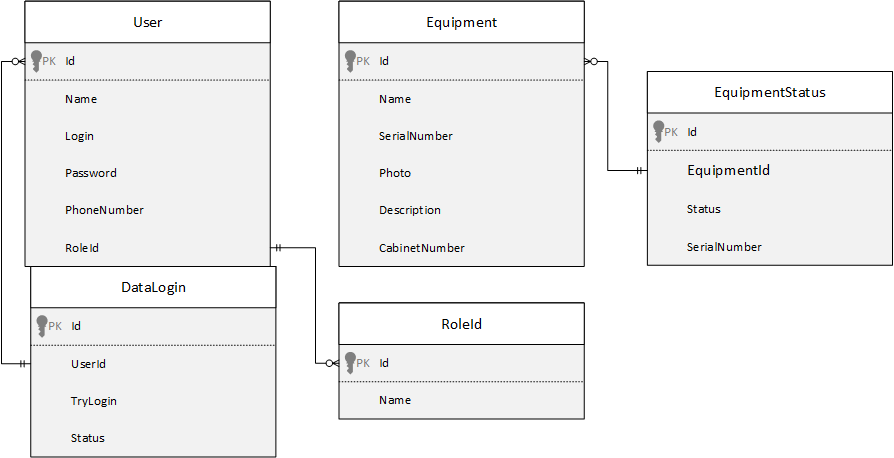 User
PK Id
Name
Login
Password
PhoneNumber
RoleId
Equipment
PK Id
Name
SerialNumber
Photo
Description
CabinetNumber
EquipmentStatus
PK Id
EquipmentId
Status
SerialNumber
DataLogin
PK Id
UserId
TryLogin
Status
RoleId
PK Id
Name